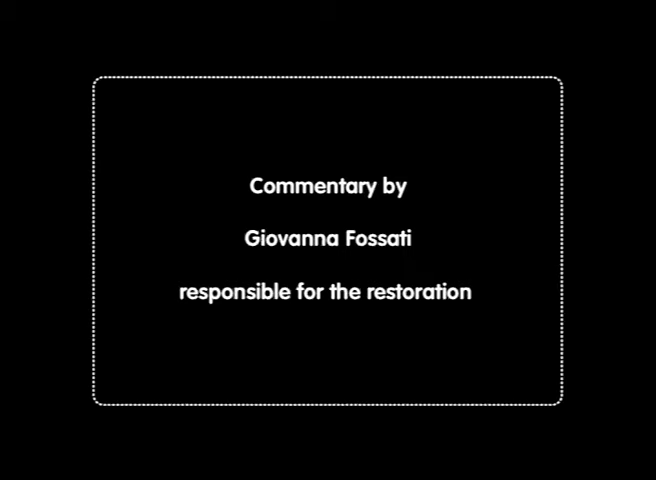 Commentary by
Giovanna Fossati
responsible for the restoration